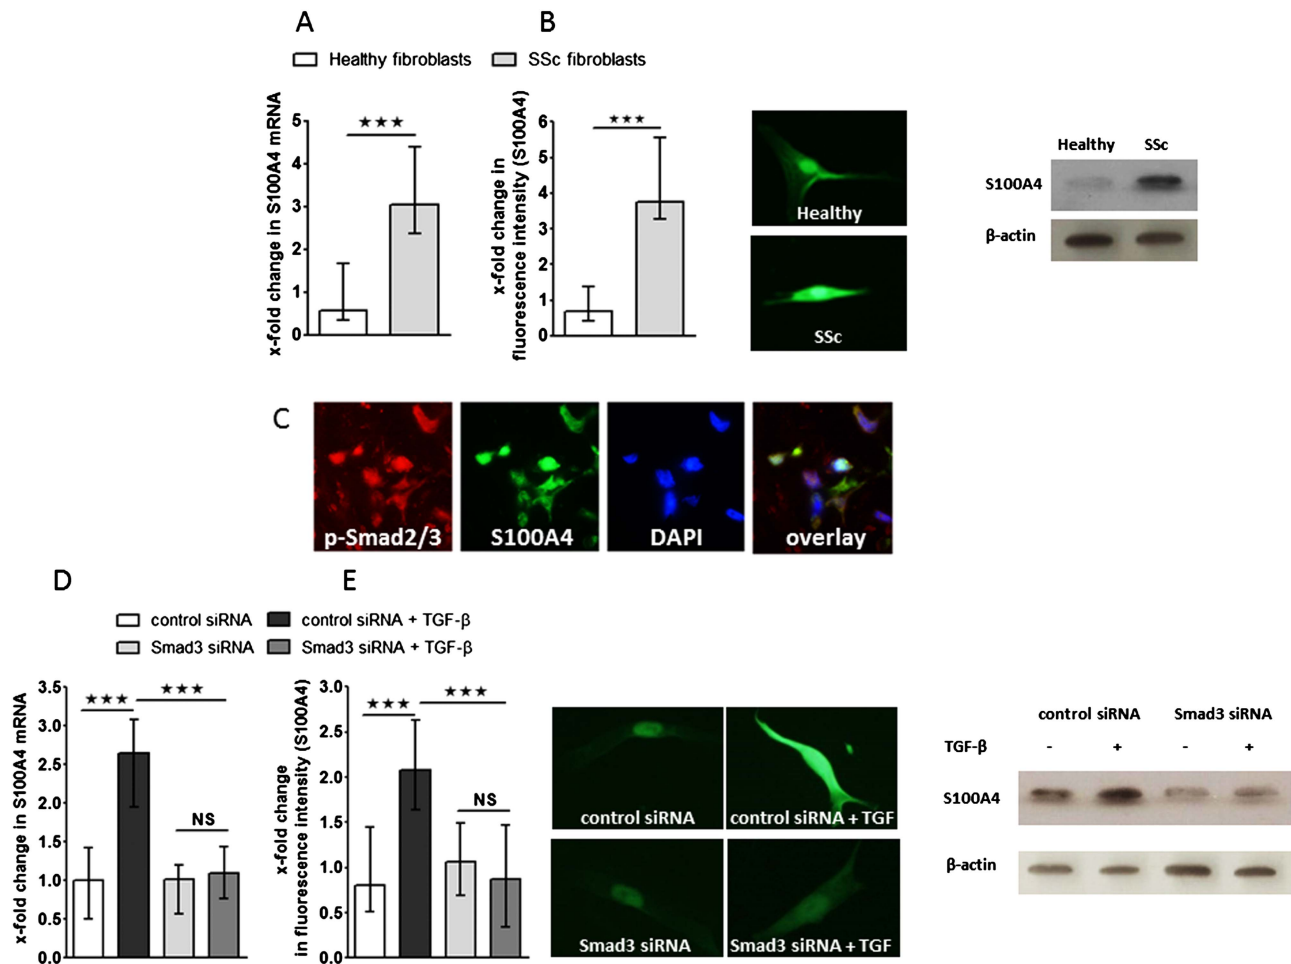 A
B
Healthy fibroblasts
SSc fibroblasts
x-fold change in S100A4 mRNA
5
4
3
2
1
0
★★★
x-fold change in
fluorescence intensity (S100A4)
6
5
4
3
2
1
0
★★★
Healthy
SSc
Healthy SSc
S100A4
β-actin
C
p-Smad2/3
S100A4
DAPI
overlay
D
E
control siRNA
control siRNA + TGF-β
Smad3 siRNA
Smad3 siRNA + TGF-β
x-fold change in S100A4 mRNA
3.5
3.0
2.5
2.0
1.5
1.0
0.5
0.0
★★★
★★★
NS
x-fold change
in fluorescence intensity (S100A4)
3.0
2.5
2.0
1.5
1.0
0.5
0.0
★★★
★★★
NS
control siRNA
control siRNA + TGF
Smad3 siRNA
Smad3 siRNA + TGF
control siRNA Smad3 siRNA
TGF-β - + - +
S100A4
β-actin